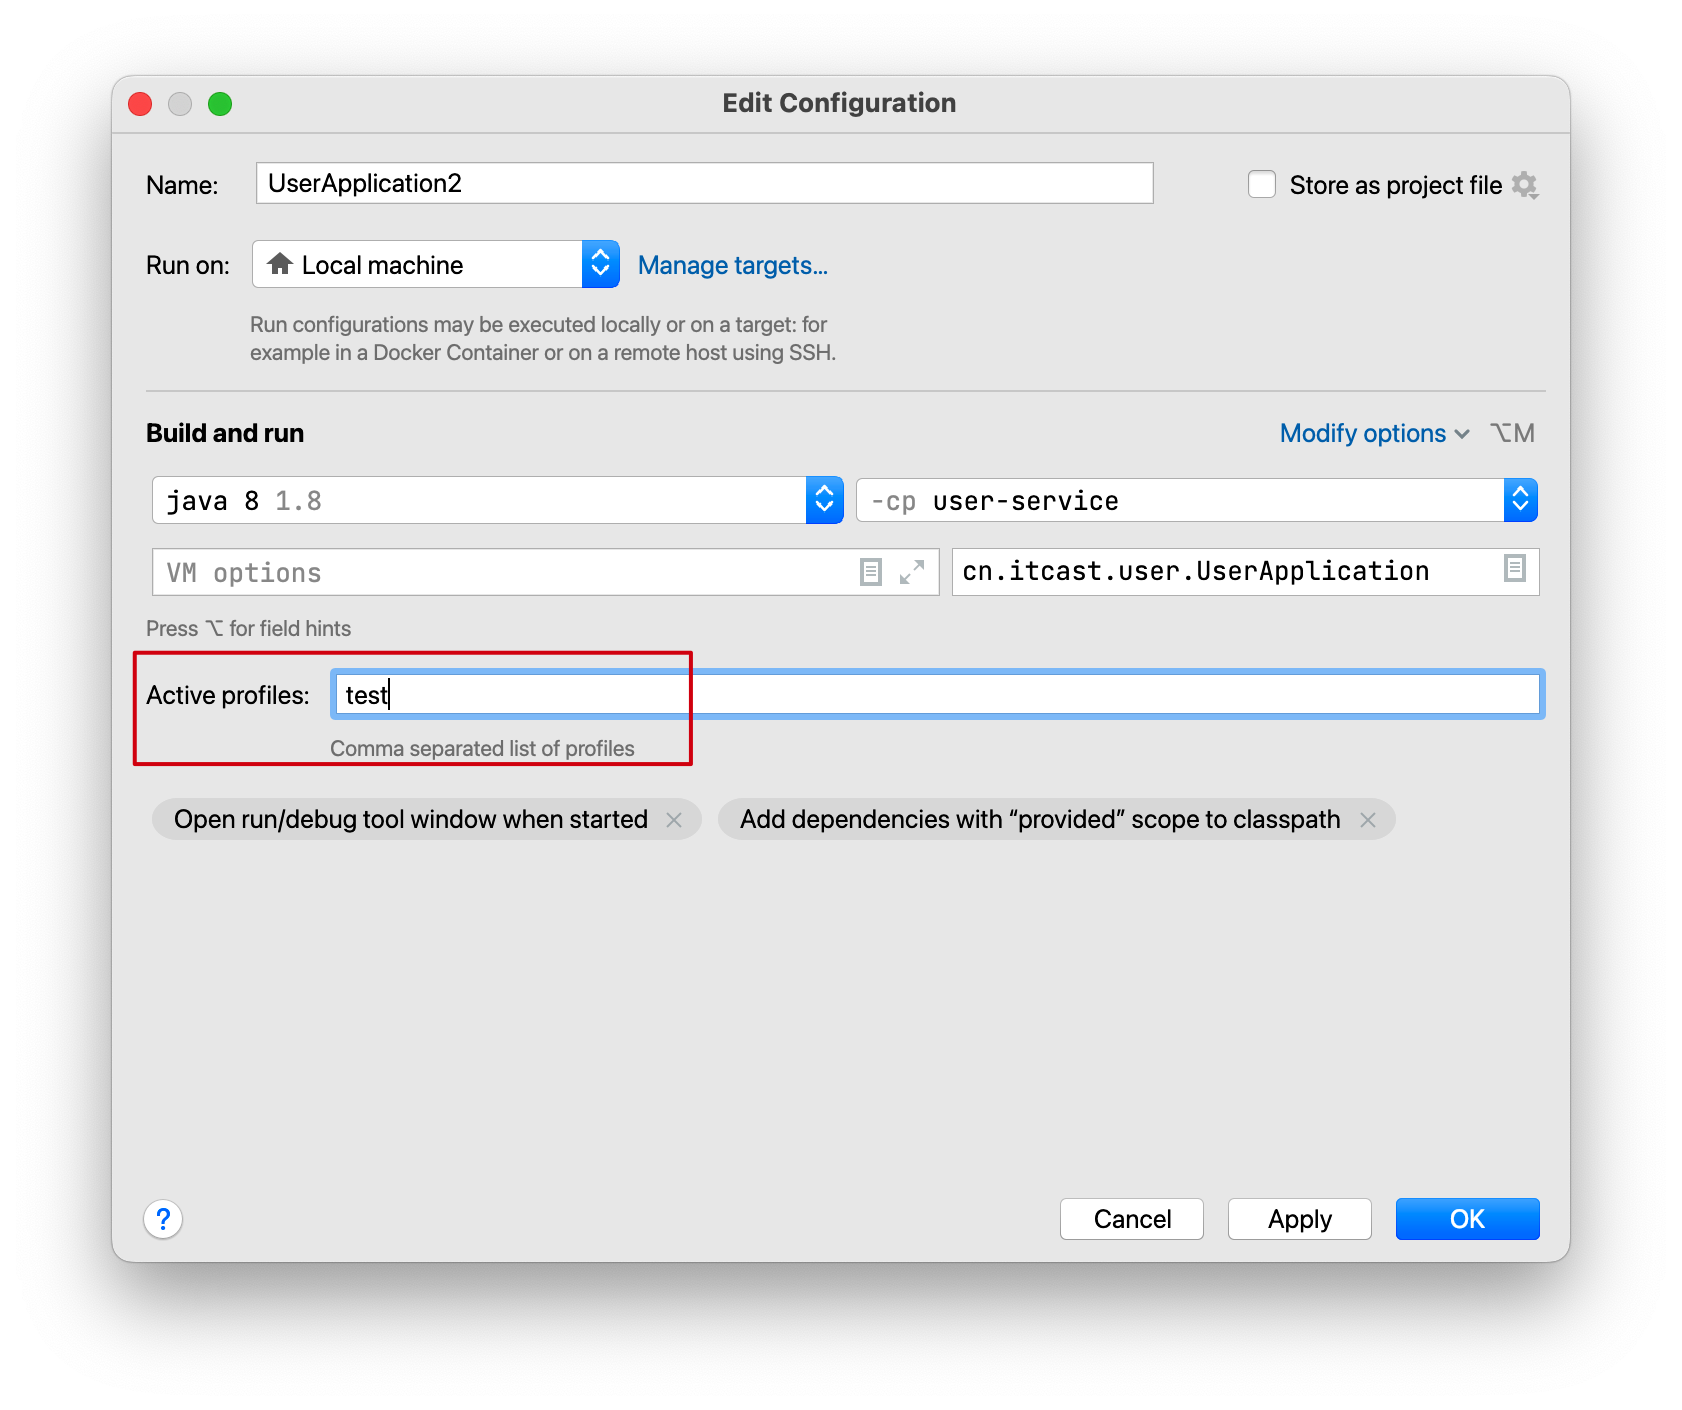 Edit Configuration
Name: UserApplication2 Store as project file
Run on: Local machine Manage targets...
Run configurations may be executed locally or on a target: for
example in a Docker Container or on a remote host using SSH.
Build and run Modify options ⌥M
java 8 1.8 -cp user-service
VM options cn.itcast.user.UserApplication
Press ⌥ for field hints
Active profiles: test
Comma separated list of profiles
Open run/debug tool window when started × Add dependencies with “provided” scope to classpath ×
? Cancel Apply OK